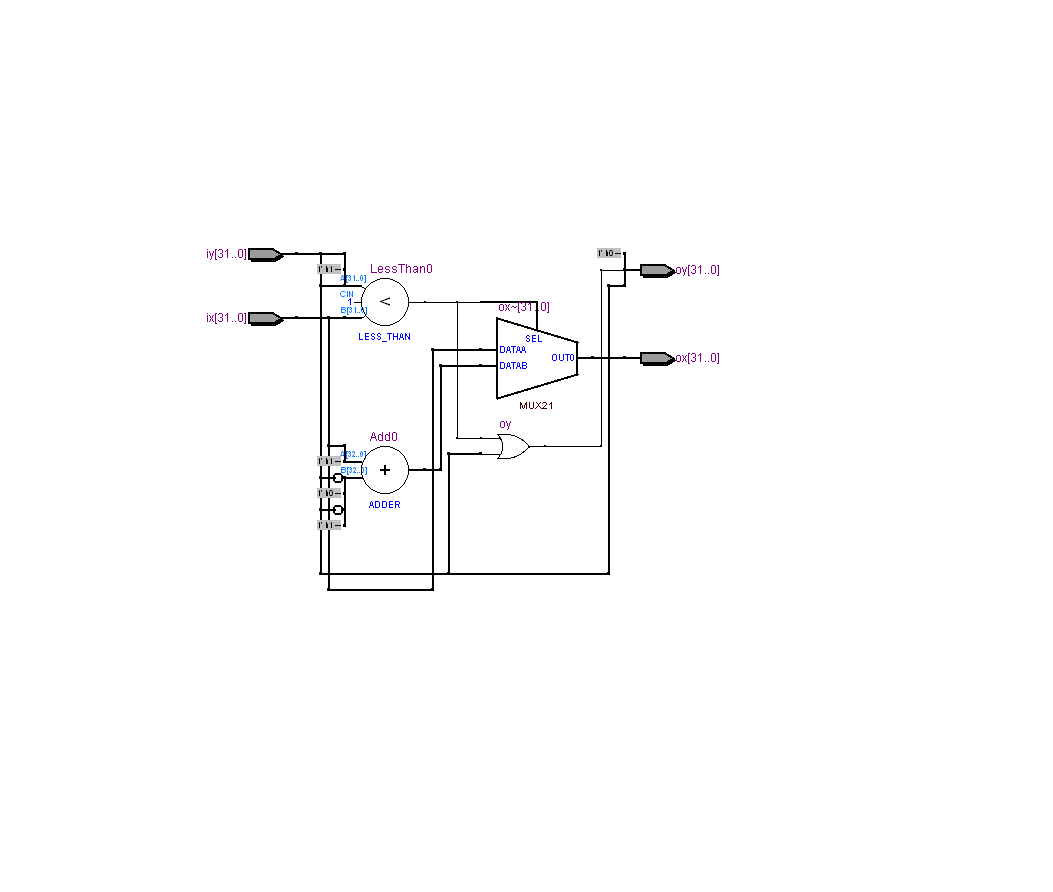 iy[31..0]
1' h0
LessThan0
1' h1
oy[31..0]
A[31..0]
CIN
1
<
ox~[31..0]
B[31..0]
ix[31..0]
LESS_THAN
SEL
DATAA
OUT0
ox[31..0]
DATAB
MUX21
oy
Add0
A[32..0]
1' h1
B[32..0]
+
1' h0
ADDER
1' h1